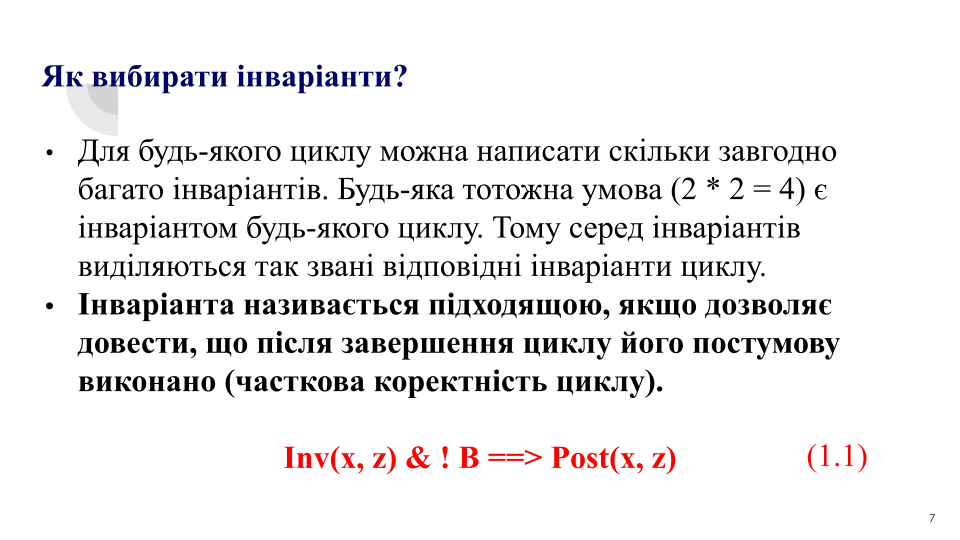 Як вибирати інваріанти?
• Для будь-якого циклу можна написати скільки завгодно
багато інваріантів. Будь-яка тотожна умова (2 * 2 = 4) є
інваріантом будь-якого циклу. Тому серед інваріантів
виділяються так звані відповідні інваріанти циклу.
• Інваріанта називається підходящою, якщо дозволяє
довести, що після завершення циклу його постумову
виконано (часткова коректність циклу).
Inv(x, z) & ! B ==> Post(x, z) (1.1)
7